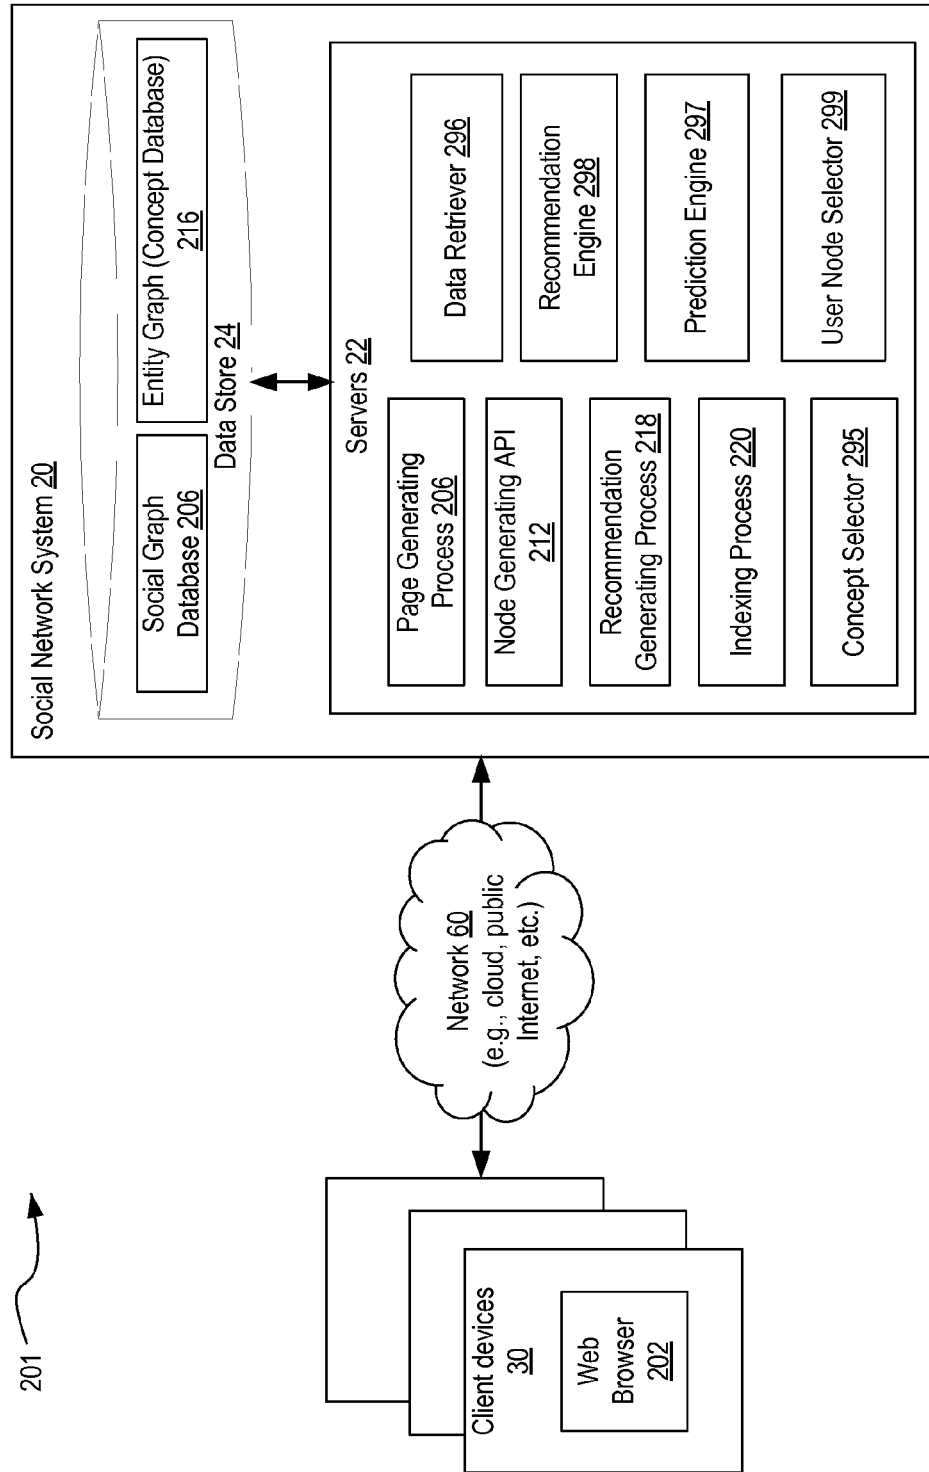 201
Client devices
30
Web
Browser
202
Network 60
(e.g., cloud, public
Internet, etc.)
Social Network System 20
Social Graph
Database 206
Entity Graph (Concept Database)
216
Data Store 24
Servers 22
Page Generating
Process 206
Node Generating API
212
Recommendation
Generating Process 218
Indexing Process 220
Concept Selector 295
Data Retriever 296
Recommendation
Engine 298
Prediction Engine 297
User Node Selector 299